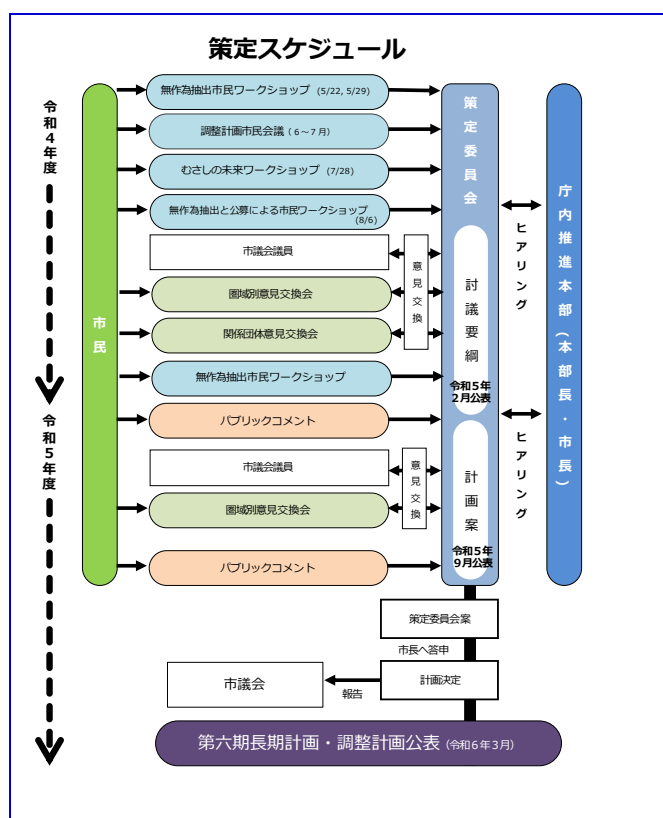 策定スケジュール
令和４年度
令和５年度
市民
無作為抽出市民ワークショップ (5/22, 5/29)
調整計画市民会議 (６～７月)
むさしの未来ワークショップ (7/28)
無作為抽出と公募による市民ワークショップ
(8/6)
市議会議員
圏域別意見交換会
関係団体意見交換会
意見交換
無作為抽出市民ワークショップ
パブリックコメント
市議会議員
圏域別意見交換会
意見交換
パブリックコメント
策定委員会
討議要綱
令和５年
２月公表
計画案
令和５年
９月公表
ヒアリング
ヒアリング
庁内推進本部(本部長・市長)
策定委員会案
市長へ答申
計画決定
報告
市議会
第六期長期計画・調整計画公表 (令和６年３月)